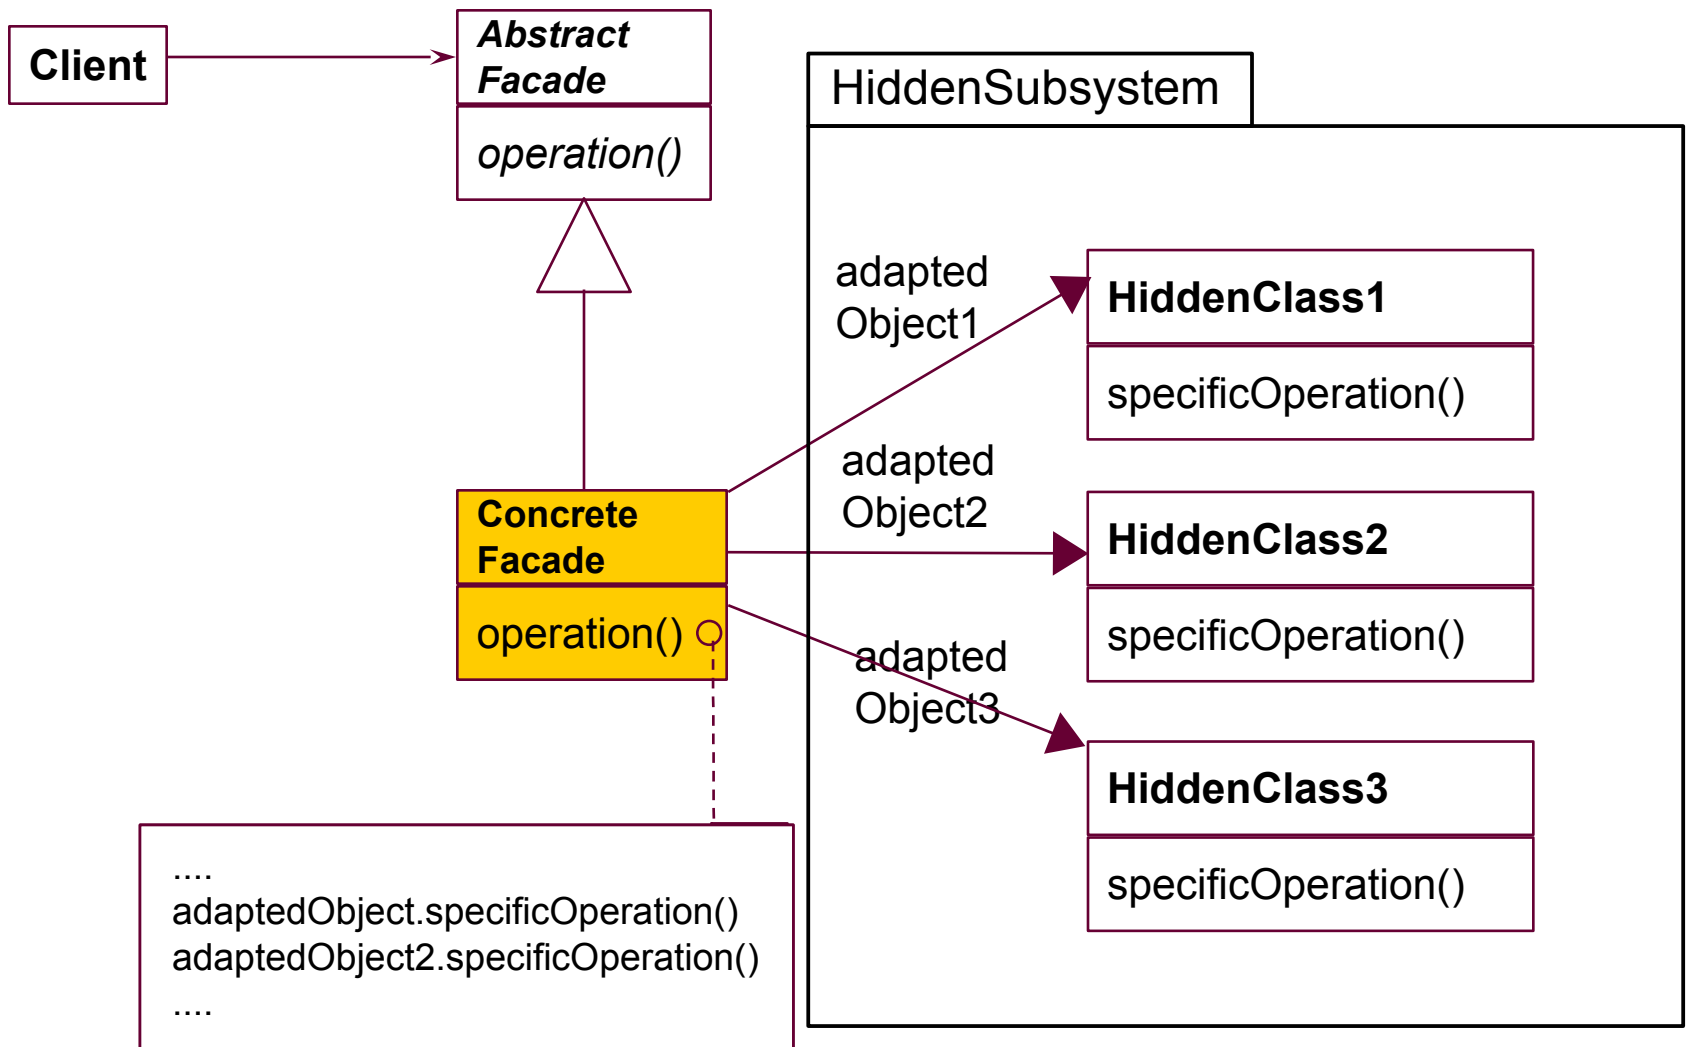 Client
Abstract
Facade
operation()
HiddenSubsystem
adapted
Object1
HiddenClass1
specificOperation()
adapted
Object2
HiddenClass2
specificOperation()
Concrete
Facade
operation()
adapted
Object3
HiddenClass3
specificOperation()
....
adaptedObject.specificOperation()
adaptedObject2.specificOperation()
....